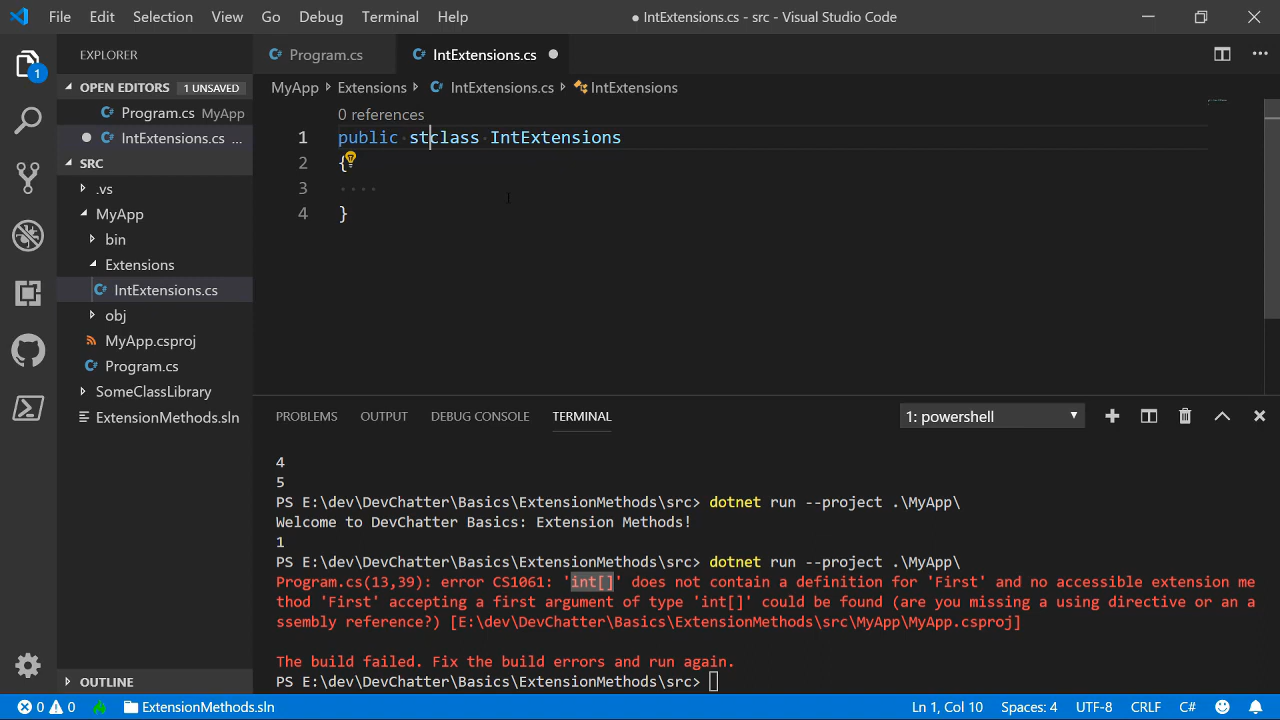 File Edit Selection View Go Debug Terminal Help
● IntExtensions.cs - src - Visual Studio Code
1
EXPLORER
OPEN EDITORS 1 UNSAVED
Program.cs MyApp
IntExtensions.cs ...
SRC
.vs
MyApp
bin
Extensions
IntExtensions.cs
obj
MyApp.csproj
Program.cs
SomeClassLibrary
ExtensionMethods.sln
OUTLINE
Program.cs
IntExtensions.cs
MyApp Extensions IntExtensions.cs IntExtensions
0 references
1 public stclass IntExtensions
2 {
3
4 }
PROBLEMS OUTPUT DEBUG CONSOLE TERMINAL
1: powershell
4
5
PS E:\dev\DevChatter\Basics\ExtensionMethods\src> dotnet run --project .\MyApp\
Welcome to DevChatter Basics: Extension Methods!
1
PS E:\dev\DevChatter\Basics\ExtensionMethods\src> dotnet run --project .\MyApp\
Program.cs(13,39): error CS1061: 'int[]' does not contain a definition for 'First' and no accessible extension me
thod 'First' accepting a first argument of type 'int[]' could be found (are you missing a using directive or an a
ssembly reference?) [E:\dev\DevChatter\Basics\ExtensionMethods\src\MyApp\MyApp.csproj]
The build failed. Fix the build errors and run again.
PS E:\dev\DevChatter\Basics\ExtensionMethods\src>
0 0 ExtensionMethods.sln Ln 1, Col 10 Spaces: 4 UTF-8 CRLF C#